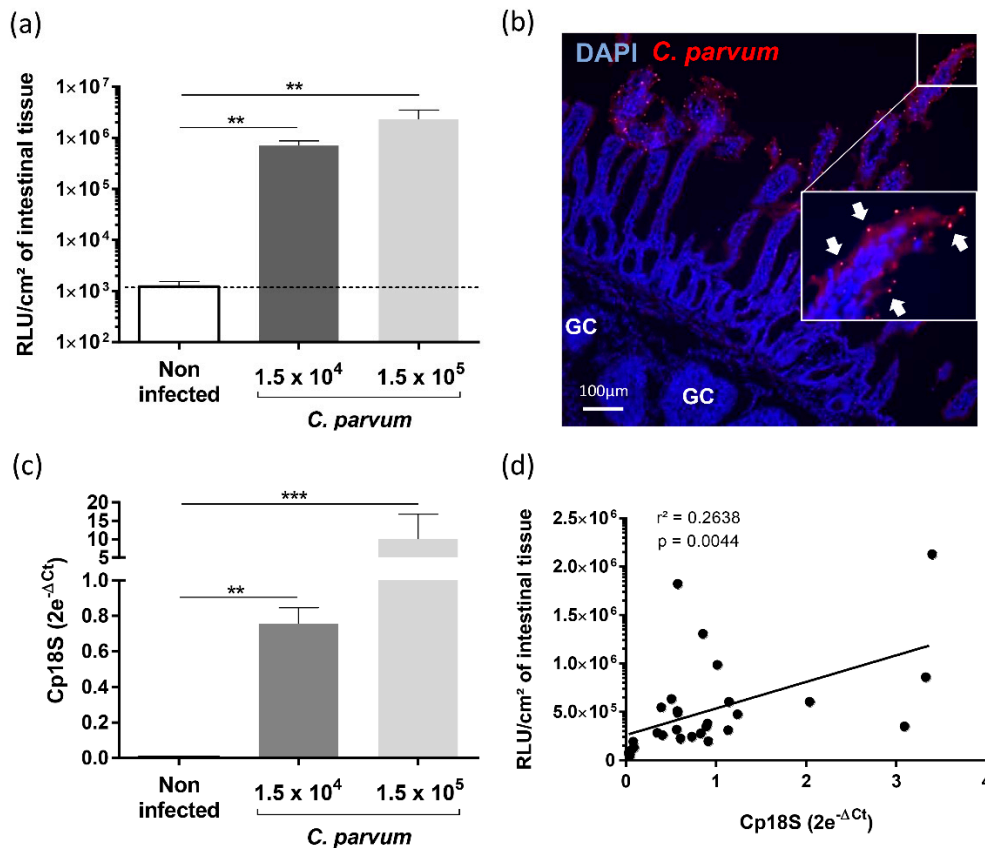 (a)
RLU/cm² of intestinal tissue
1×10⁷
1×10⁶
1×10⁵
1×10⁴
1×10³
1×10²
**
**
Non
infected
1.5 x 10⁴
1.5 x 10⁵
C. parvum
(b)
DAPI C. parvum
GC
GC
100µm
(c)
Cp18S (2e^-ΔCt)
20
15
10
5
1.0
0.8
0.6
0.4
0.2
0.0
***
**
Non
infected
1.5 x 10⁴
1.5 x 10⁵
C. parvum
(d)
r² = 0.2638
p = 0.0044
RLU/cm² of intestinal tissue
2.5×10⁶
2.0×10⁶
1.5×10⁶
1.0×10⁶
5.0×10⁵
0
0 1 2 3 4
Cp18S (2e^-ΔCt)